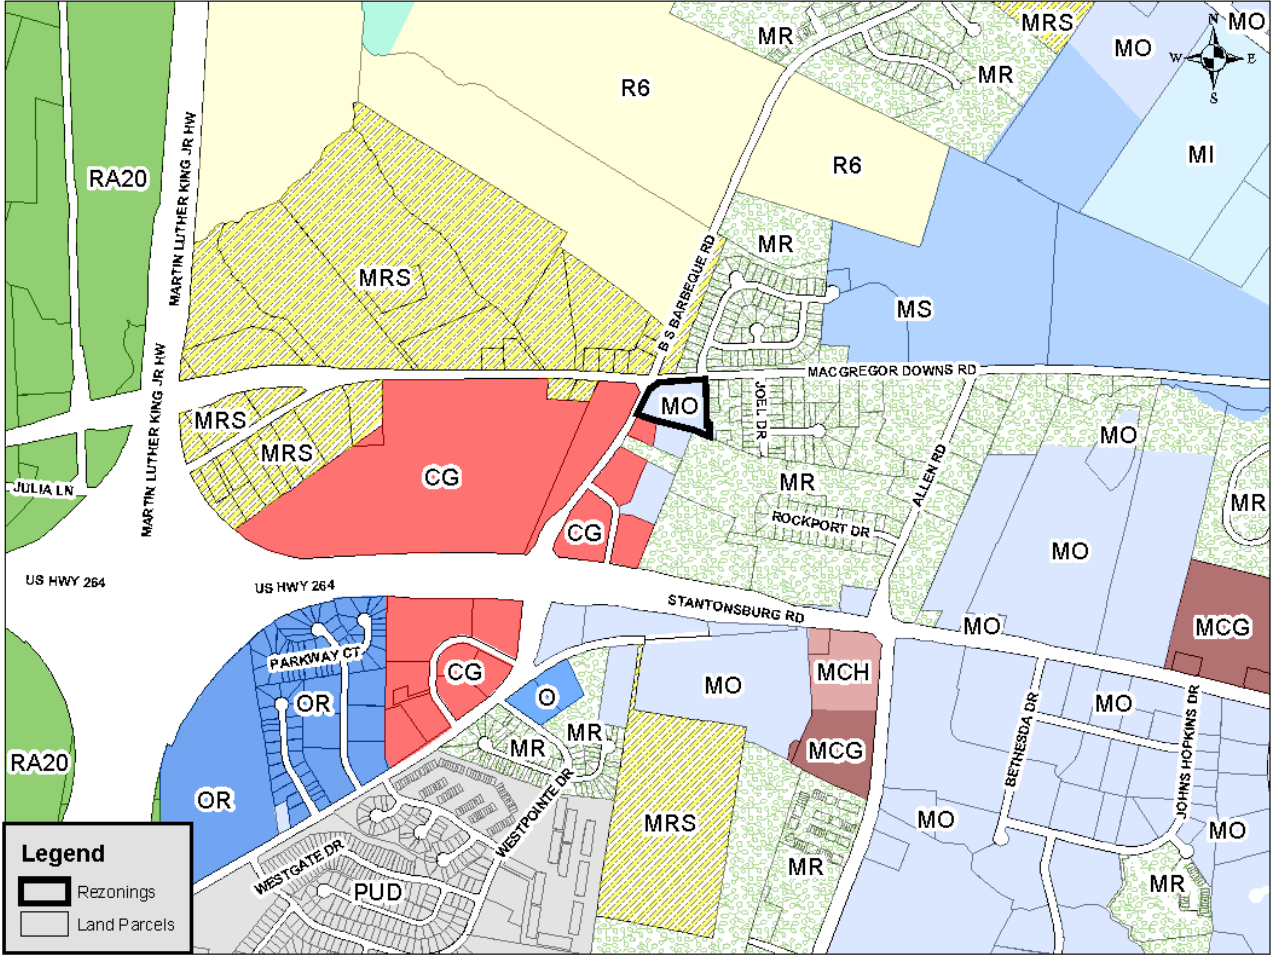 MR
MRS
MO
MO
N
W
E
S
MR
R6
MI
R6
RA20
MARTIN LUTHER KING JR HW
MR
B S BARBEQUE RD
MRS
MS
MACGREGOR DOWNS RD
MARTIN LUTHER KING JR HW
MO
JOEL DR
MRS
MRS
MO
CG
MR
ALLEN RD
JULIA LN
MR
ROCKPORT DR
CG
MO
US HWY 264
US HWY 264
STANTONSBURG RD
MO
MCG
PARKWAY CT
CG
MCH
MO
O
OR
MO
BETHESDA DR
JOHNS HOPKINS DR
MR
MR
MCG
RA20
OR
WESTPOINTE DR
MRS
MO
MO
WESTGATE DR
PUD
MR
MR
Legend
Rezonings
Land Parcels